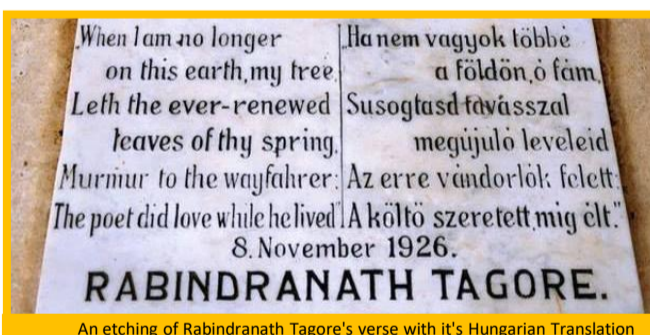 „When I am no longer
on this earth, my tree,
Leth the ever-renewed
leaves of thy spring,
Murmur to the wayfahrer:
The poet did love while he lived"
„Ha nem vagyok többé
a földön, ó fám,
Susogtasd tavásszal
megújuló leveleid
Az erre vándorlók felett:
A költö szeretett, mig élt."
8. November 1926.
RABINDRANATH TAGORE.
An etching of Rabindranath Tagore's verse with it's Hungarian Translation